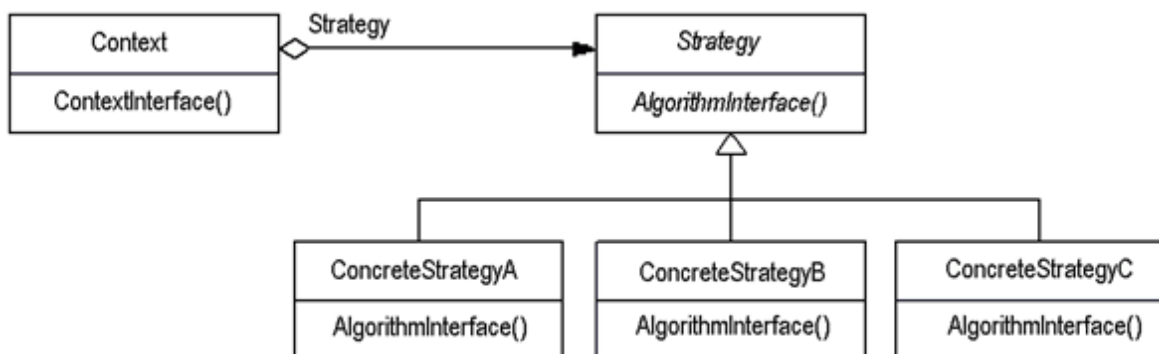 Context
Strategy
Strategy
ContextInterface()
AlgorithmInterface()
ConcreteStrategyA
ConcreteStrategyB
ConcreteStrategyC
AlgorithmInterface()
AlgorithmInterface()
AlgorithmInterface()